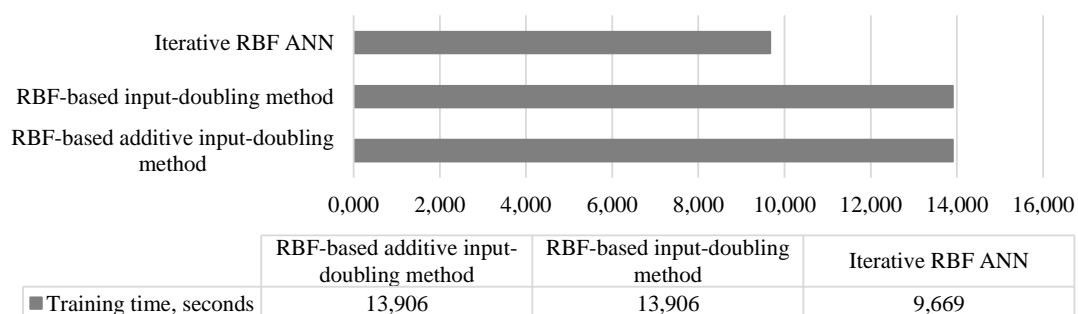 Iterative RBF ANN
RBF-based input-doubling method
RBF-based additive input-doubling
method
0,000 2,000 4,000 6,000 8,000 10,000 12,000 14,000 16,000
RBF-based additive input-
doubling method
RBF-based input-doubling
method
Iterative RBF ANN
Training time, seconds 13,906 13,906 9,669